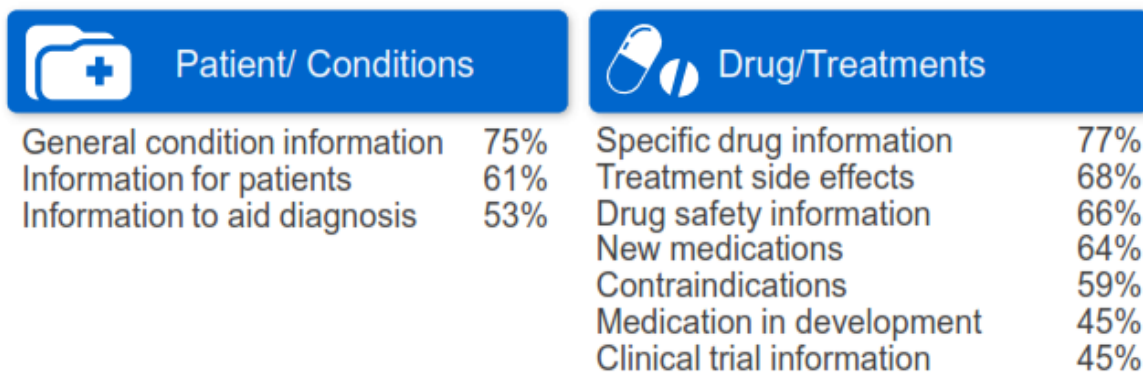 Patient/ Conditions
General condition information 75%
Information for patients 61%
Information to aid diagnosis 53%
Drug/Treatments
Specific drug information 77%
Treatment side effects 68%
Drug safety information 66%
New medications 64%
Contraindications 59%
Medication in development 45%
Clinical trial information 45%